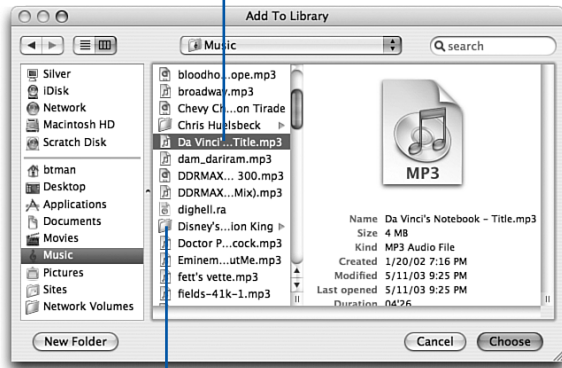 Add To Library
Music
search
Silver
iDisk
Network
Macintosh HD
Scratch Disk
btman
Desktop
Applications
Documents
Movies
Music
Pictures
Sites
Network Volumes
bloodho...ope.mp3
broadway.mp3
Chevy Ch...on Tirade
Chris Huelsbeck
Da Vinci'...Title.mp3
dam_dariram.mp3
DDRMAX... 300.mp3
DDRMAX...Mix).mp3
dighell.ra
Disney's...ion King
Doctor P...cock.mp3
Eminem...utMe.mp3
fett's vette.mp3
fields-41k-1.mp3
MP3
Name Da Vinci's Notebook - Title.mp3
Size 4 MB
Kind MP3 Audio File
Created 1/20/02 7:16 PM
Modified 5/11/03 9:25 PM
Last opened 5/11/03 9:25 PM
Duration 04'26
New Folder
Cancel
Choose